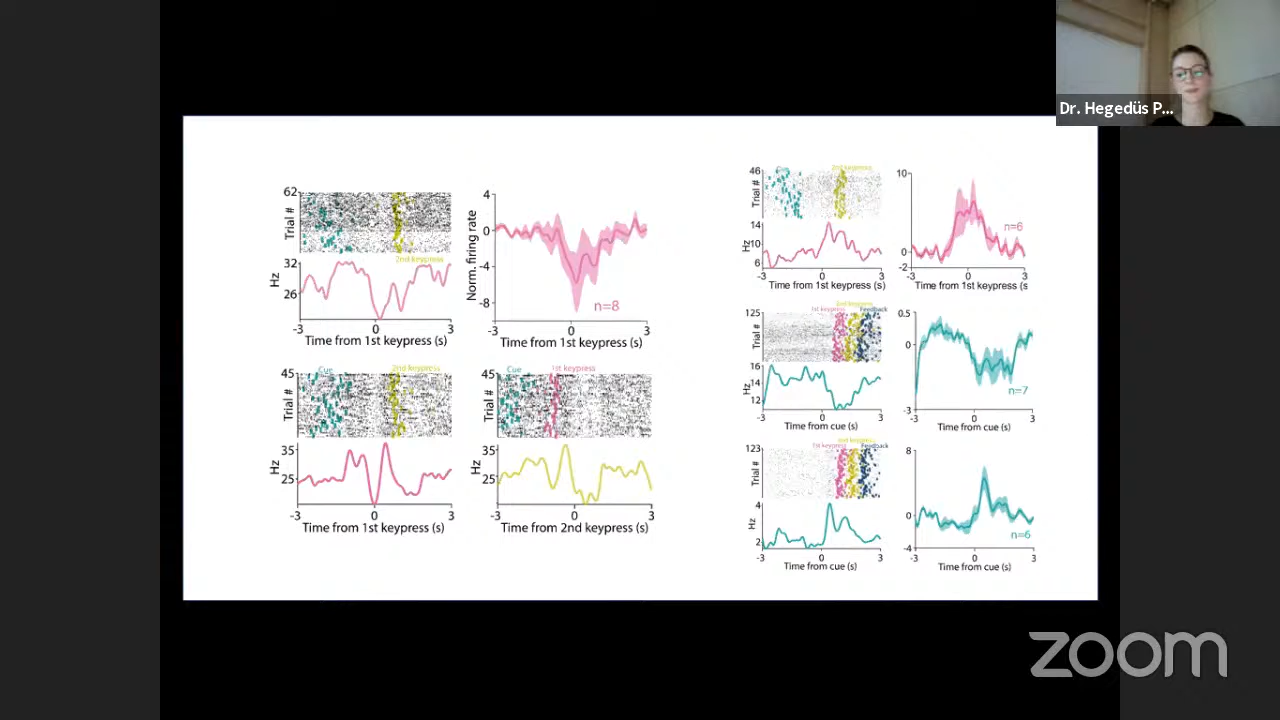 Dr. Hegedüs P...
62
Trial #
2nd keypress
32
26
Hz
-3 0 3
Time from 1st keypress (s)
4
0
-4
-8
Norm. firing rate
n=8
-3 0 3
Time from 1st keypress (s)
45
Trial #
Cue
2nd keypress
35
25
Hz
-3 0 3
Time from 1st keypress (s)
45
Trial #
Cue
1st keypress
35
25
Hz
-3 0 3
Time from 2nd keypress (s)
46
Trial #
Cue
2nd keypress
14
10
6
Hz
-3 0 3
Time from 1st keypress (s)
10
0
-2
n=6
-3 0 3
Time from 1st keypress (s
125
Trial #
1st keypress
2nd keypress
Feedback
16
14
12
Hz
-3 0 3
Time from cue (s)
0.5
0
-3
n=7
-3 0 3
Time from cue (s)
123
Trial #
1st keypress
2nd keypress
Feedback
4
2
Hz
-3 0 3
Time from cue (s)
8
0
-4
n=6
-3 0 3
Time from cue (s)
zoom